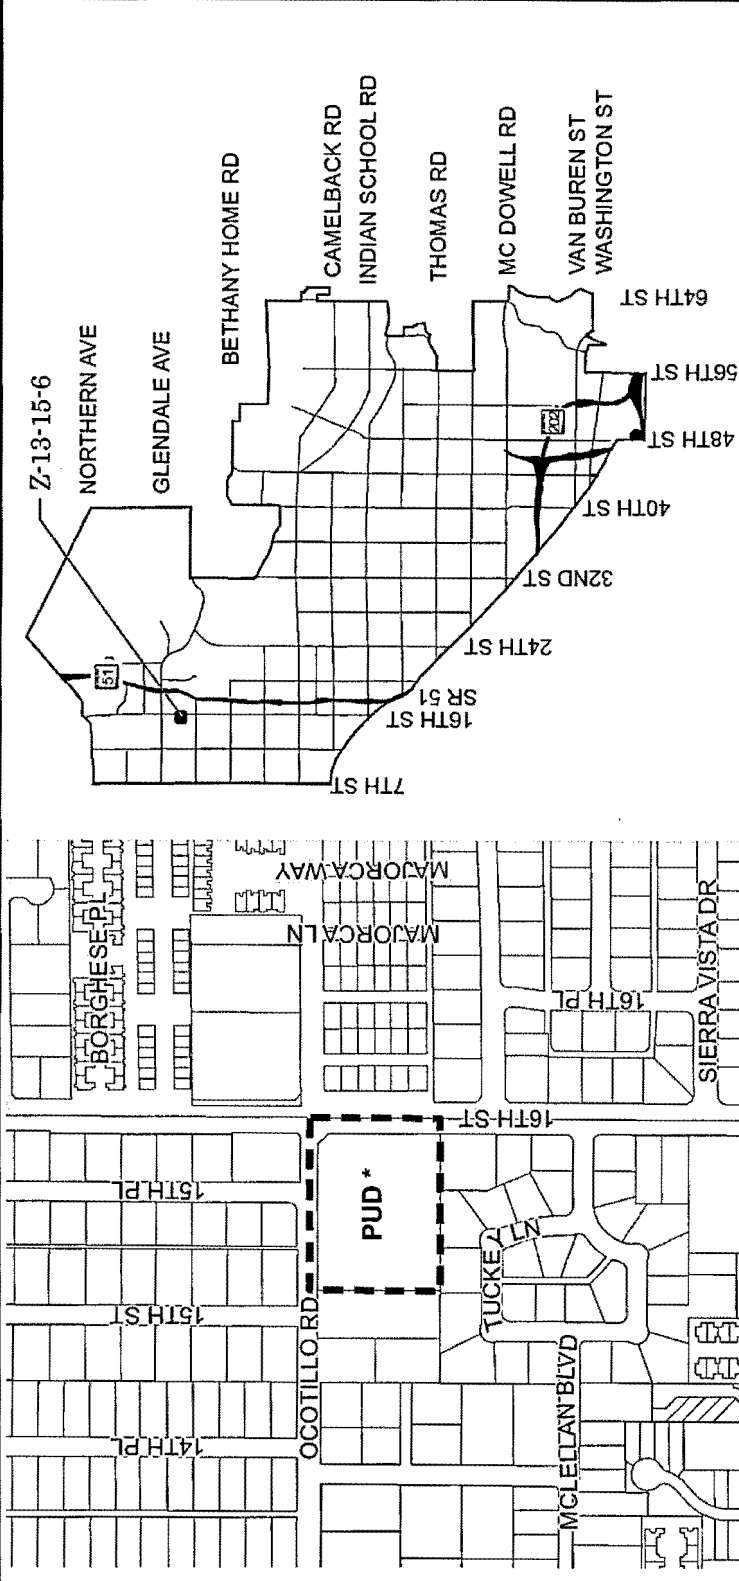 Z-13-15-6
NORTHERN AVE
GLENDALE AVE
BETHANY HOME RD
CAMELBACK RD
INDIAN SCHOOL RD
THOMAS RD
MC DOWELL RD
VAN BUREN ST
WASHINGTON ST
51
202
7TH ST
16TH ST
SR 51
24TH ST
32ND ST
40TH ST
48TH ST
56TH ST
64TH ST
BORGHESE PL
MAJORCA WAY
MAJORCA LN
16TH PL
SIERRA VISTA DR
16TH ST
15TH PL
PUD *
15TH ST
OCOTILLO RD
TUCKEY LN
14TH PL
MCLELLAN BLVD